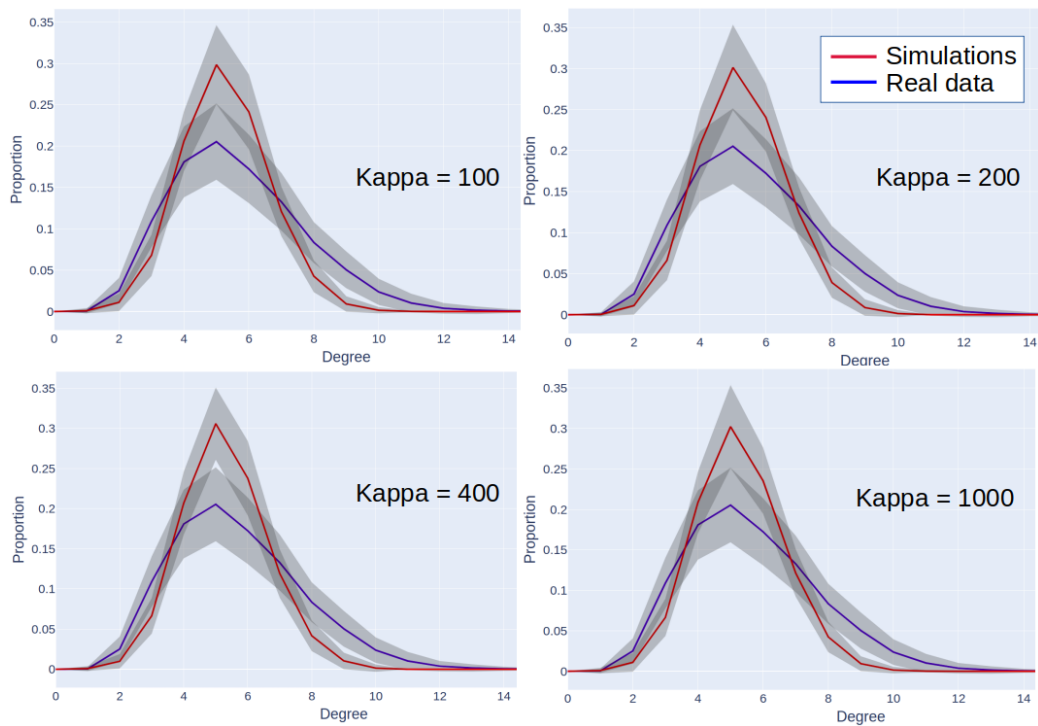 0.35
0.3
0.25
0.2
0.15
0.1
0.05
0
Proportion
Kappa = 100
0 2 4 6 8 10 12 14
Degree
0.35
0.3
0.25
0.2
0.15
0.1
0.05
0
Proportion
Simulations
Real data
Kappa = 200
0 2 4 6 8 10 12 14
Degree
0.35
0.3
0.25
0.2
0.15
0.1
0.05
0
Proportion
Kappa = 400
0 2 4 6 8 10 12 14
Degree
0.35
0.3
0.25
0.2
0.15
0.1
0.05
0
Proportion
Kappa = 1000
0 2 4 6 8 10 12 14
Degree